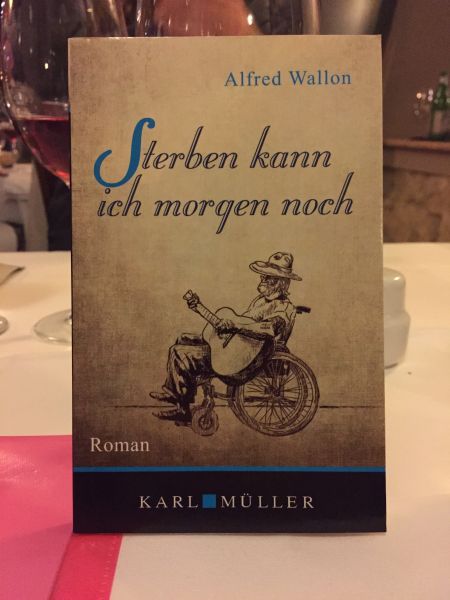 Alfred Wallon
Sterben kann
ich morgen noch
Roman
KARL MÜLLER